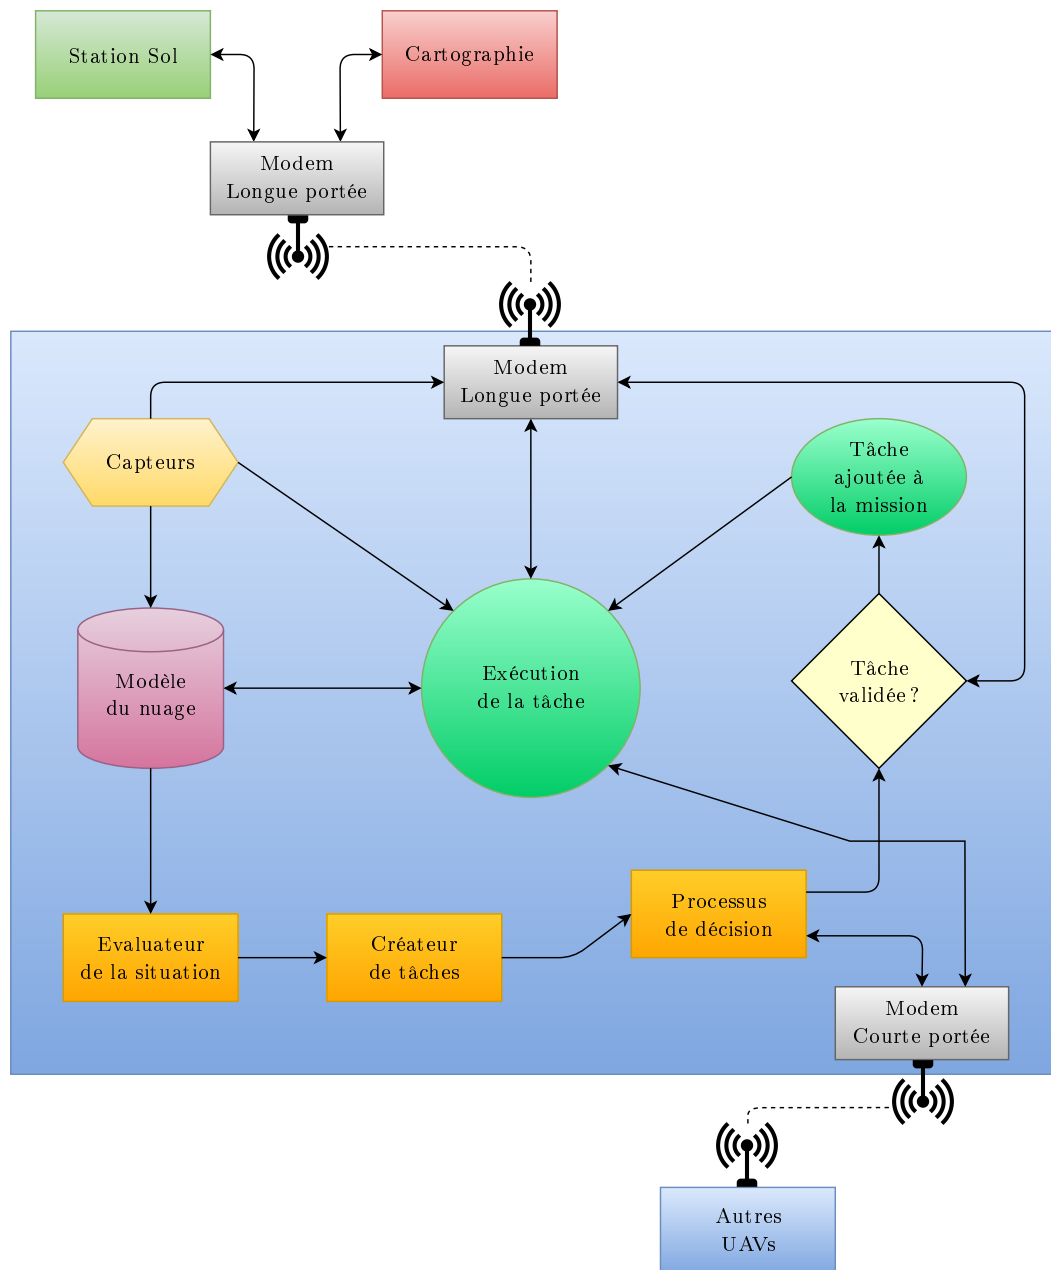 Station Sol
Cartographie
Modem
Longue portée
Modem
Longue portée
Capteurs
Tâche
ajoutée à
la mission
Modèle
du nuage
Exécution
de la tâche
Tâche
validée ?
Evaluateur
de la situation
Créateur
de tâches
Processus
de décision
Modem
Courte portée
Autres
UAVs